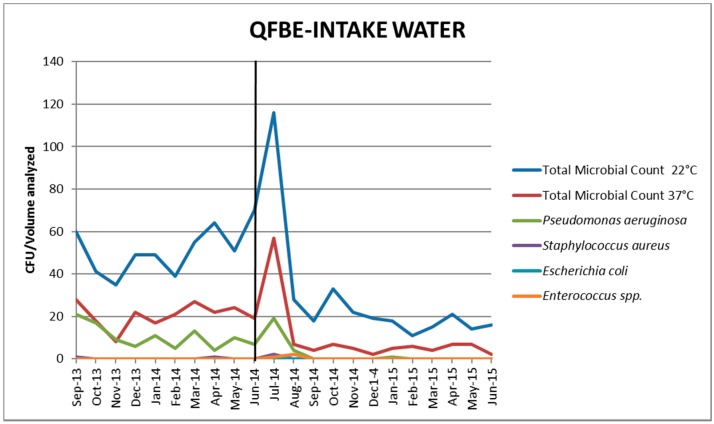 QFBE-INTAKE WATER
CFU/Volume analyzed
140
120
100
80
60
40
20
0
Sep-13
Oct-13
Nov-13
Dec-13
Jan-14
Feb-14
Mar-14
Apr-14
May-14
Jun-14
Jul-14
Aug-14
Sep-14
Oct-14
Nov-14
Dec1-4
Jan-15
Feb-15
Mar-15
Apr-15
May-15
Jun-15
Total Microbial Count 22°C
Total Microbial Count 37°C
Pseudomonas aeruginosa
Staphylococcus aureus
Escherichia coli
Enterococcus spp.